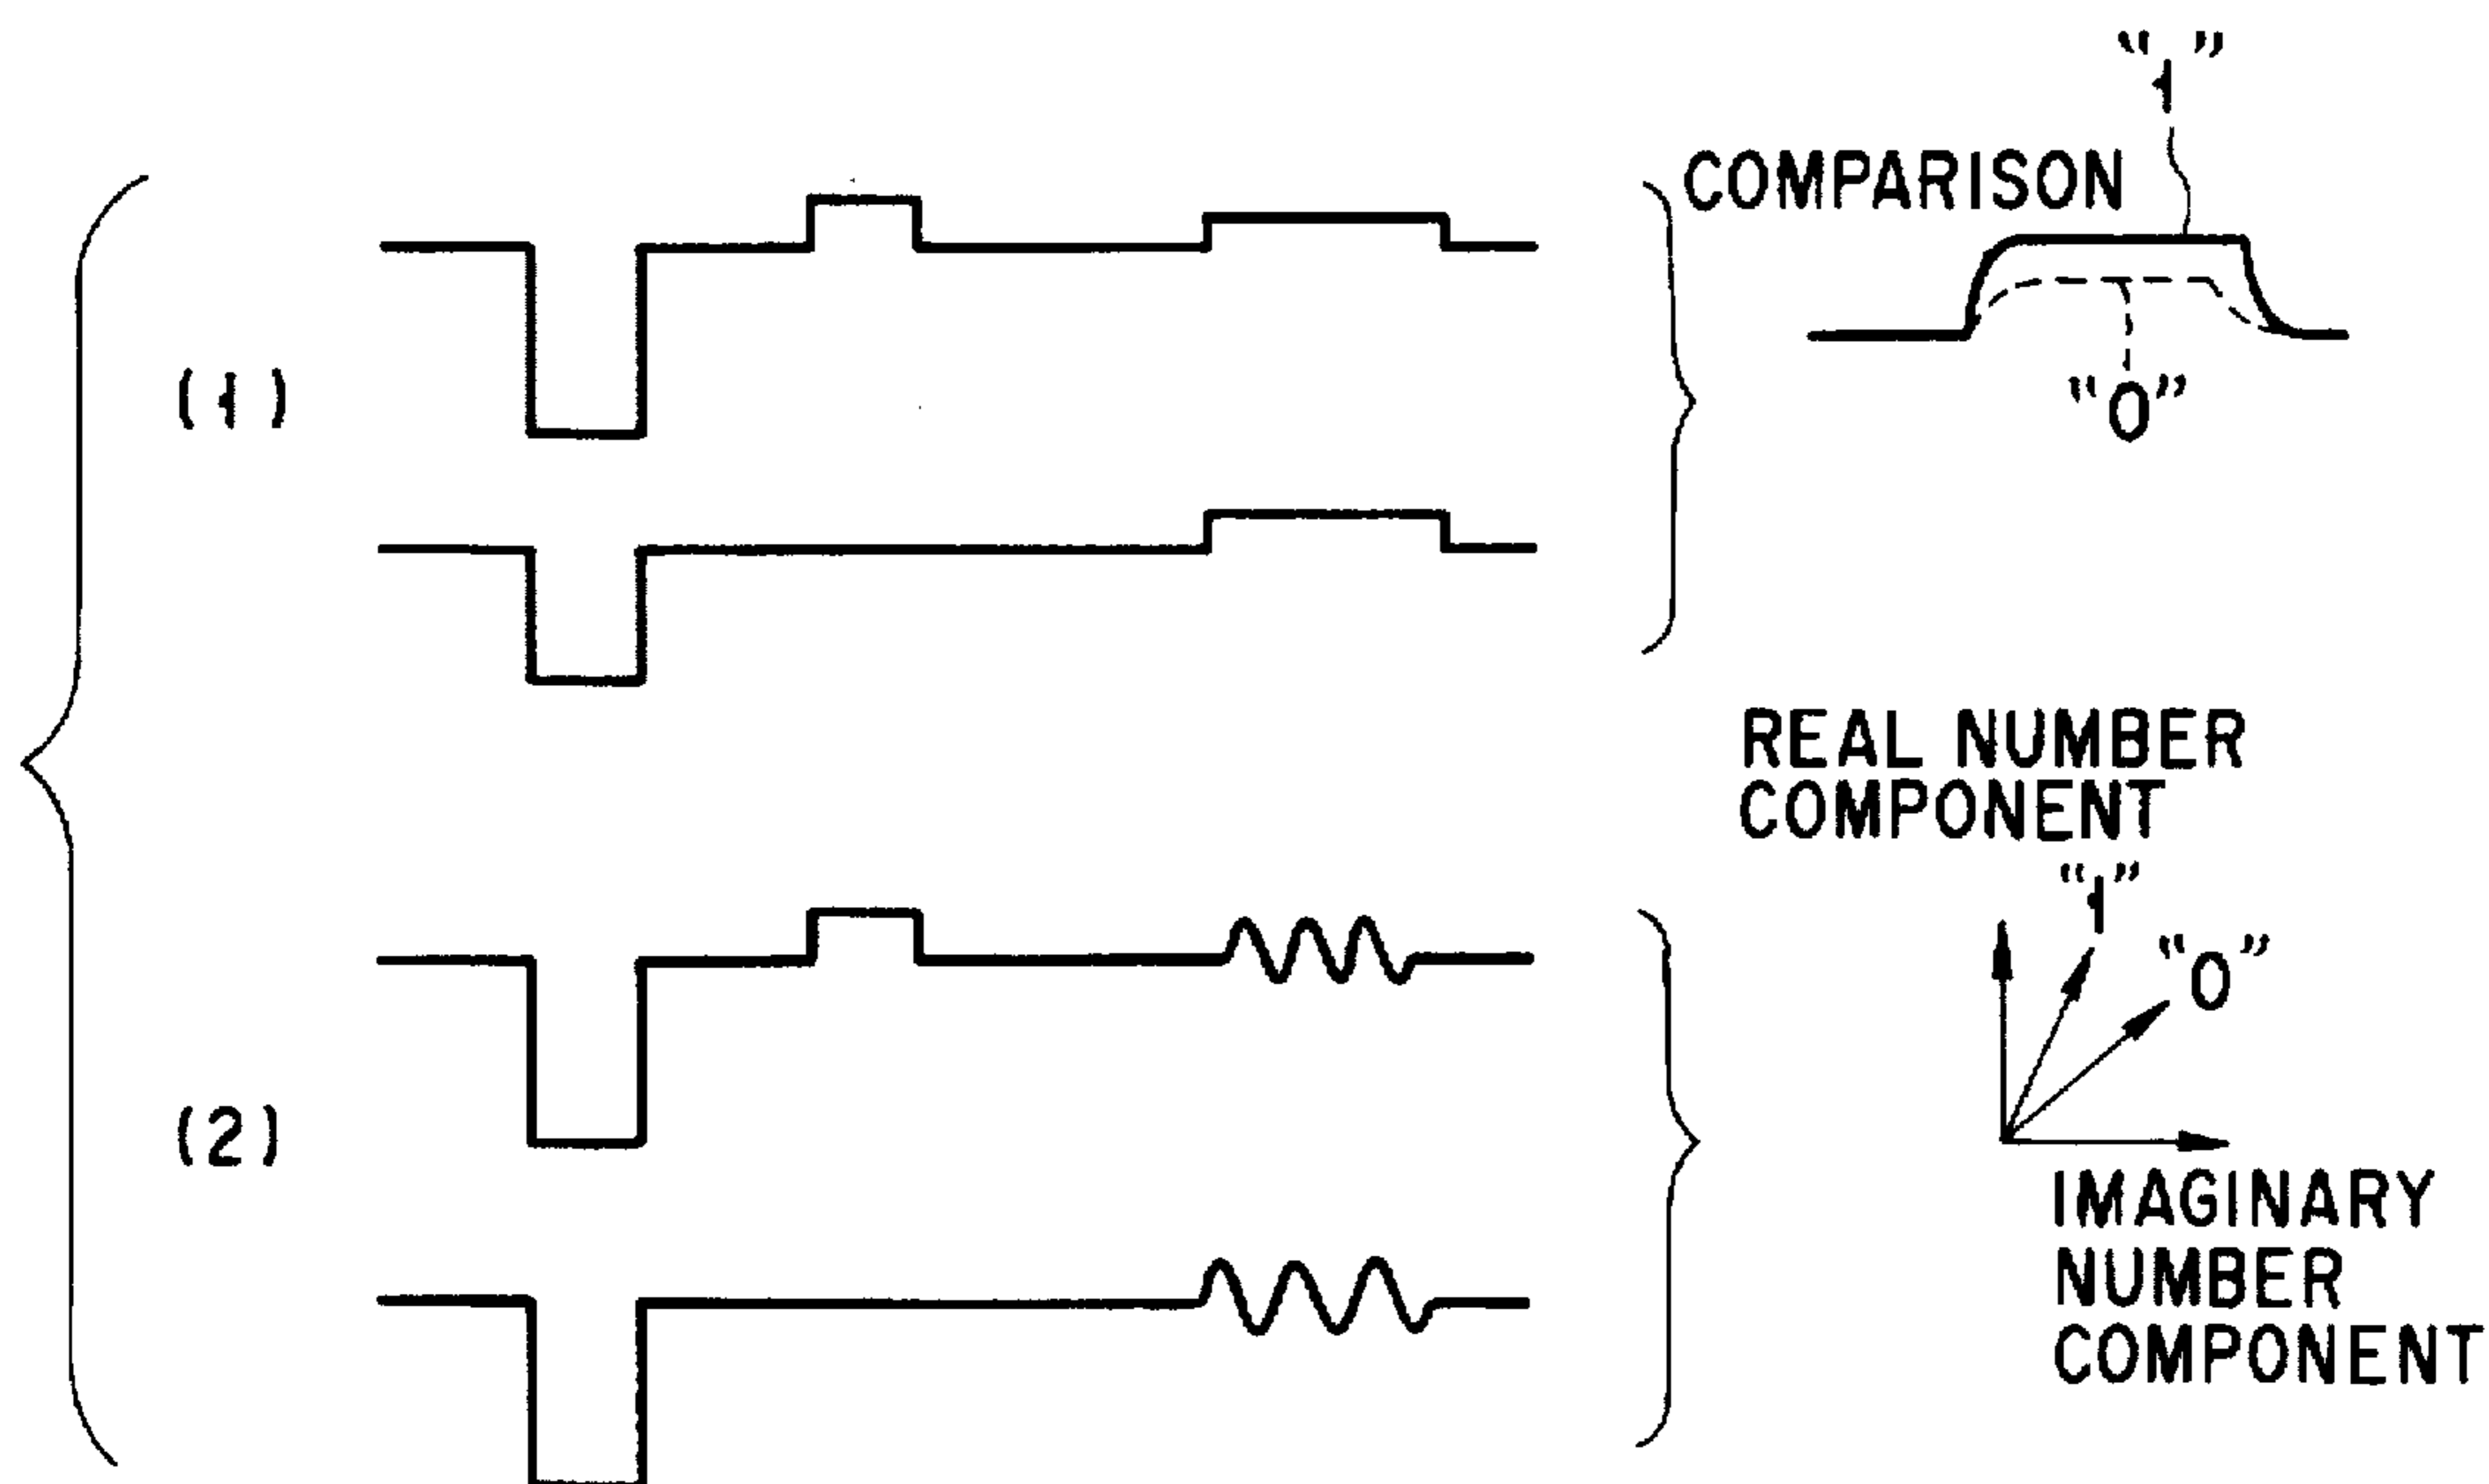 “1”
COMPARISON
(1)
“0”
REAL NUMBER
COMPONENT
“1”
“0”
(2)
IMAGINARY
NUMBER
COMPONENT